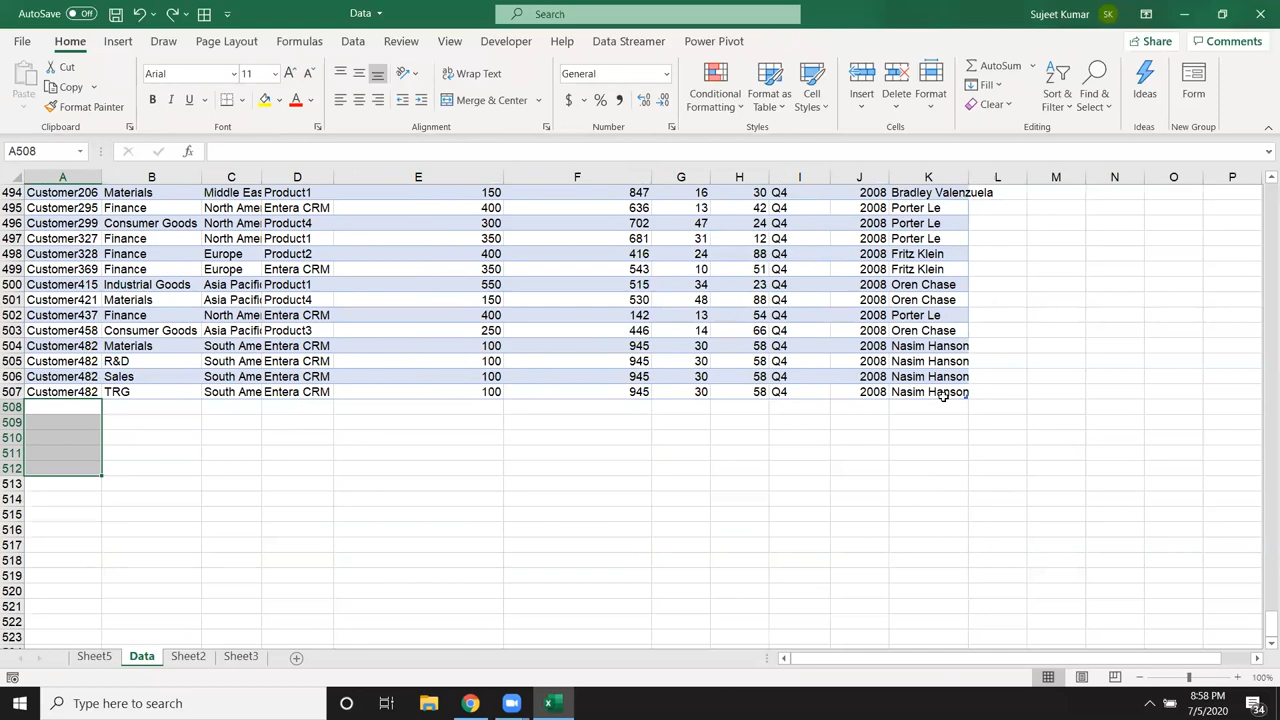 AutoSave Off Data Search Sujeet Kumar SK
File Home Insert Draw Page Layout Formulas Data Review View Developer Help Data Streamer Power Pivot Share Comments
Paste Cut Copy Format Painter Clipboard
Arial 11 A A B I U A Font
Wrap Text Merge & Center Alignment
General $ % , Number
Conditional Formatting Format as Table Cell Styles Styles
Insert Delete Format Cells
AutoSum Fill Clear Sort & Filter Find & Select Editing
Ideas Ideas
Form New Group
A508 fx
A B C D E F G H I J K L M N O P
494 Customer206 Materials Middle Eas Product1 150 847 16 30 Q4 2008 Bradley Valenzuela
495 Customer295 Finance North Ame Entera CRM 400 636 13 42 Q4 2008 Porter Le
496 Customer299 Consumer Goods North Ame Product4 300 702 47 24 Q4 2008 Porter Le
497 Customer327 Finance North Ame Product1 350 681 31 12 Q4 2008 Porter Le
498 Customer328 Finance Europe Product2 400 416 24 88 Q4 2008 Fritz Klein
499 Customer369 Finance Europe Entera CRM 350 543 10 51 Q4 2008 Fritz Klein
500 Customer415 Industrial Goods Asia Pacific Product1 550 515 34 23 Q4 2008 Oren Chase
501 Customer421 Materials Asia Pacific Product4 150 530 48 88 Q4 2008 Oren Chase
502 Customer437 Finance North Ame Entera CRM 400 142 13 54 Q4 2008 Porter Le
503 Customer458 Consumer Goods Asia Pacific Product3 250 446 14 66 Q4 2008 Oren Chase
504 Customer482 Materials South Ame Entera CRM 100 945 30 58 Q4 2008 Nasim Hanson
505 Customer482 R&D South Ame Entera CRM 100 945 30 58 Q4 2008 Nasim Hanson
506 Customer482 Sales South Ame Entera CRM 100 945 30 58 Q4 2008 Nasim Hanson
507 Customer482 TRG South Ame Entera CRM 100 945 30 58 Q4 2008 Nasim Hanson
508
509
510
511
512
513
514
515
516
517
518
519
520
521
522
523
Sheet5 Data Sheet2 Sheet3
100%
Type here to search
8:58 PM
7/5/2020
34